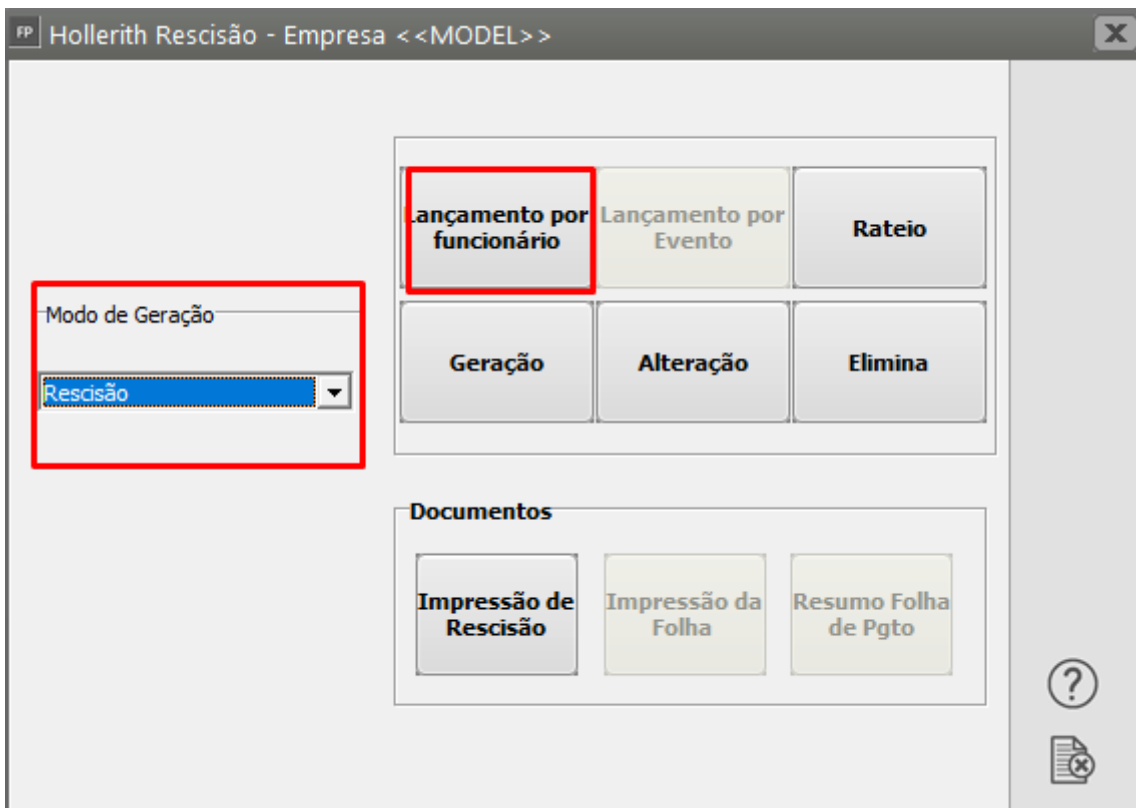 FP Hollerith Rescisão - Empresa <<MODEL>>
Lançamento por
funcionário
Lançamento por
Evento
Rateio
Modo de Geração
Rescisão
Geração
Alteração
Elimina
Documentos
Impressão de
Rescisão
Impressão da
Folha
Resumo Folha
de Pgto
?